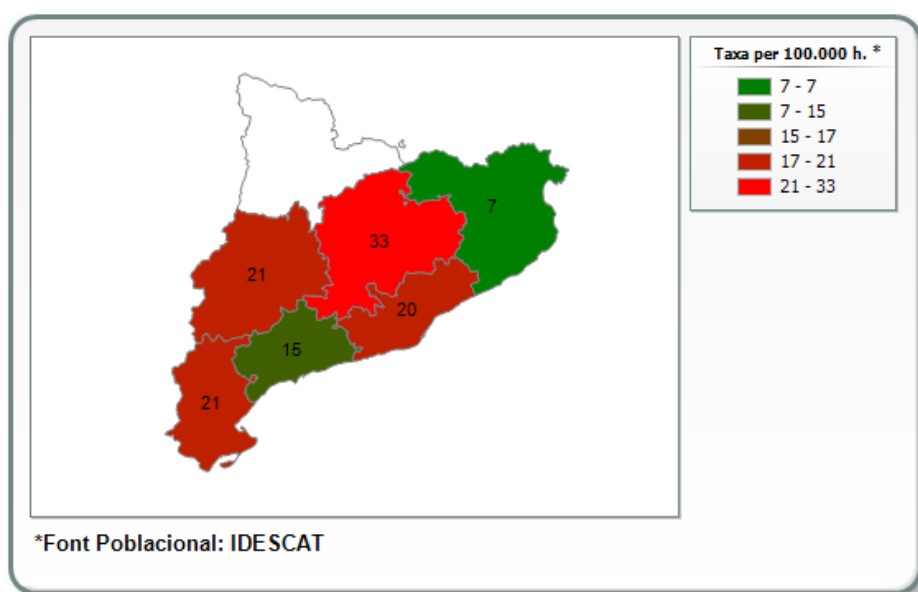 Taxa per 100.000 h. *
7 - 7
7 - 15
15 - 17
17 - 21
21 - 33
7
33
21
20
15
21
*Font Poblacional: IDESCAT